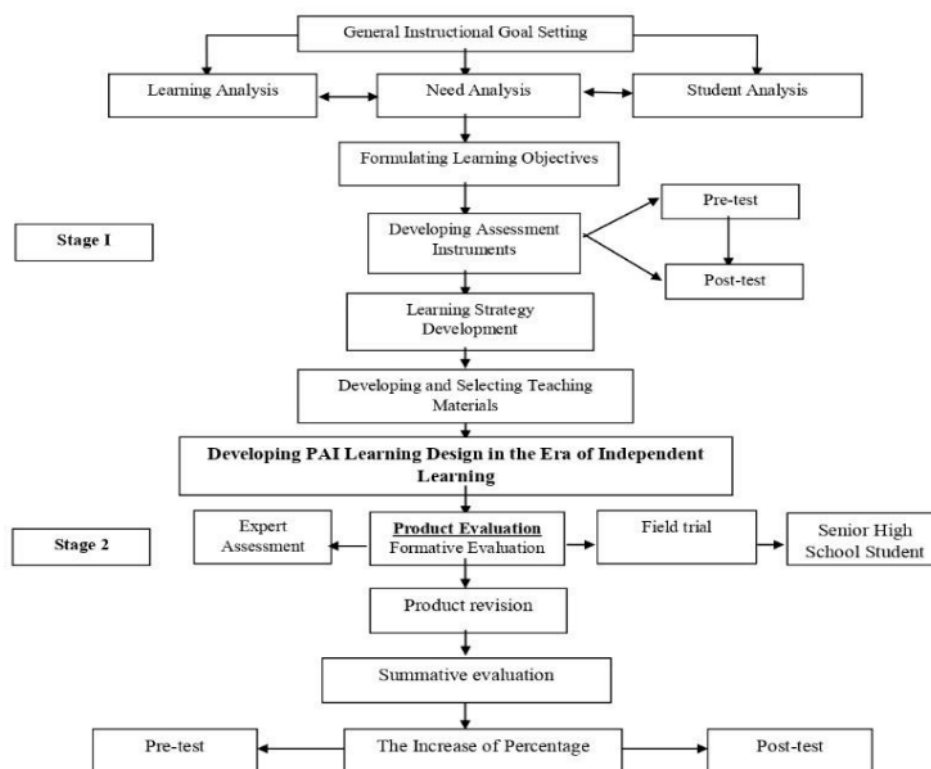 General Instructional Goal Setting
Learning Analysis
Need Analysis
Student Analysis
Formulating Learning Objectives
Pre-test
Stage I
Developing Assessment
Instruments
Post-test
Learning Strategy
Development
Developing and Selecting Teaching
Materials
Developing PAI Learning Design in the Era of Independent
Learning
Stage 2
Expert
Assessment
Product Evaluation
Formative Evaluation
Field trial
Senior High
School Student
Product revision
Summative evaluation
Pre-test
The Increase of Percentage
Post-test